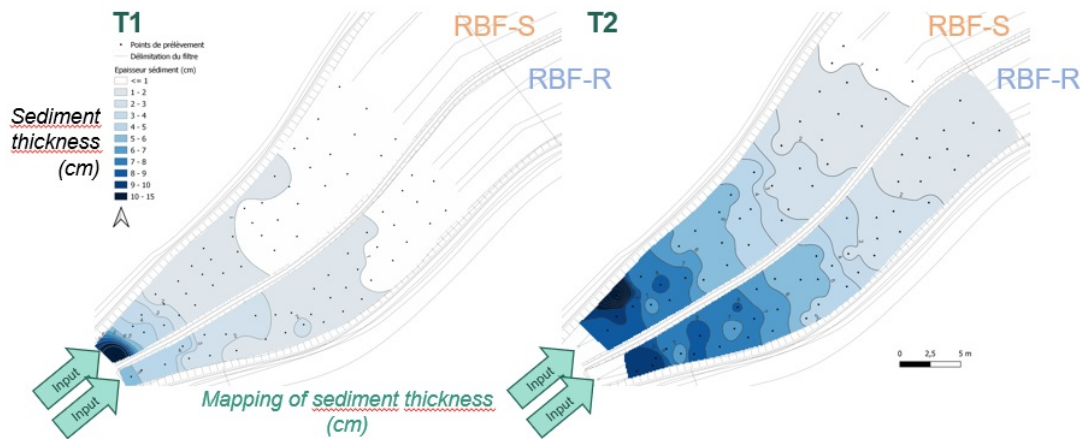 T1
RBF-S
RBF-R
Points de prélèvement
Délimitation du filtre
Epaisseur sédiment (cm)
<= 1
1 - 2
2 - 3
3 - 4
4 - 5
5 - 6
6 - 7
7 - 8
8 - 9
9 - 10
10 - 15
Sediment
thickness
(cm)
Input
Input
T2
RBF-S
RBF-R
Input
Input
0 2,5 5 m
Mapping of sediment thickness
(cm)